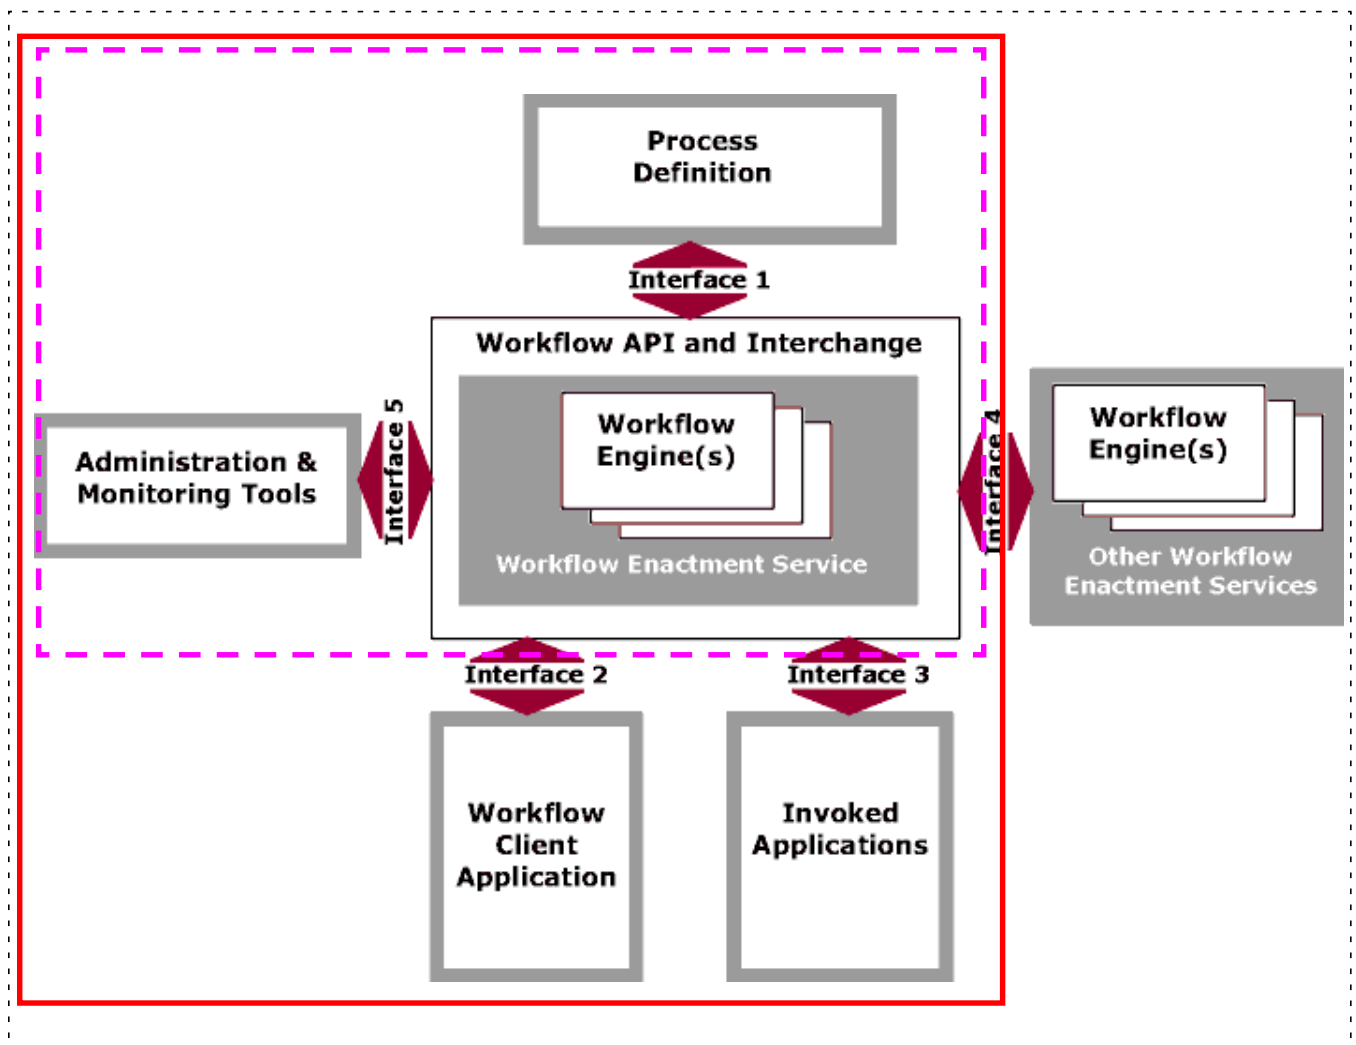 Process
Definition
Interface 1
Workflow API and Interchange
Workflow
Engine(s)
Workflow Enactment Service
Administration &
Monitoring Tools
Interface 5
Interface 4
Workflow
Engine(s)
Other Workflow
Enactment Services
Interface 2
Interface 3
Workflow
Client
Application
Invoked
Applications